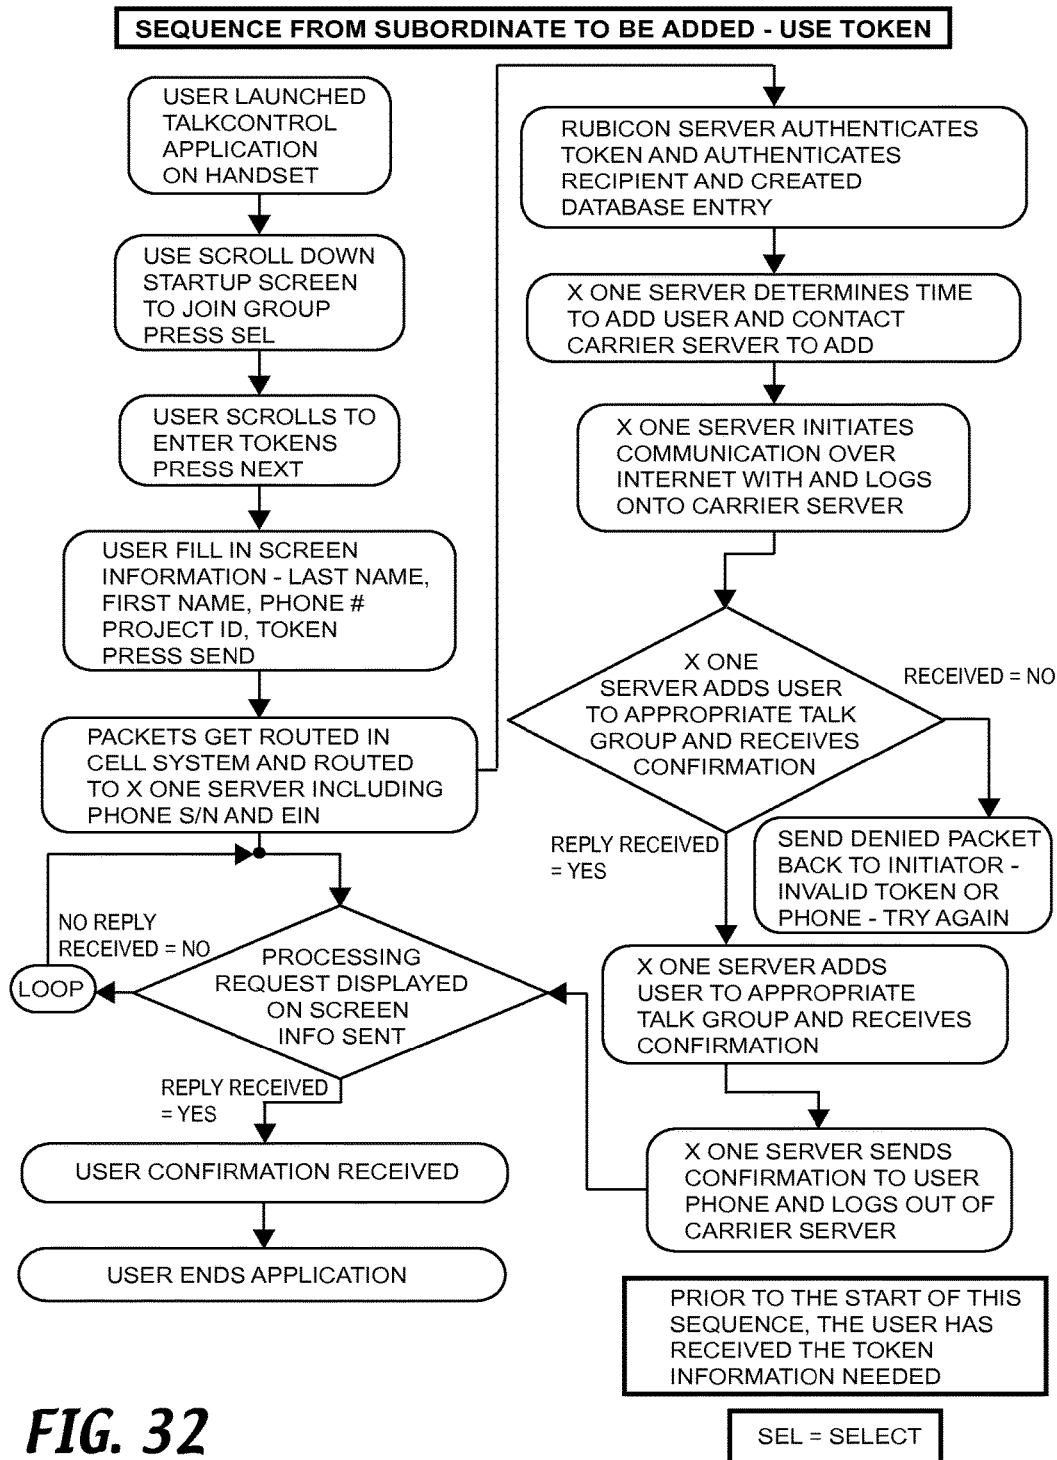 SEQUENCE FROM SUBORDINATE TO BE ADDED - USE TOKEN
USER LAUNCHED
TALKCONTROL
APPLICATION
ON HANDSET
USE SCROLL DOWN
STARTUP SCREEN
TO JOIN GROUP
PRESS SEL
USER SCROLLS TO
ENTER TOKENS
PRESS NEXT
USER FILL IN SCREEN
INFORMATION - LAST NAME,
FIRST NAME, PHONE #
PROJECT ID, TOKEN
PRESS SEND
PACKETS GET ROUTED IN
CELL SYSTEM AND ROUTED
TO X ONE SERVER INCLUDING
PHONE S/N AND EIN
NO REPLY
RECEIVED = NO
LOOP
PROCESSING
REQUEST DISPLAYED
ON SCREEN
INFO SENT
REPLY RECEIVED
= YES
USER CONFIRMATION RECEIVED
USER ENDS APPLICATION
RUBICON SERVER AUTHENTICATES
TOKEN AND AUTHENTICATES
RECIPIENT AND CREATED
DATABASE ENTRY
X ONE SERVER DETERMINES TIME
TO ADD USER AND CONTACT
CARRIER SERVER TO ADD
X ONE SERVER INITIATES
COMMUNICATION OVER
INTERNET WITH AND LOGS
ONTO CARRIER SERVER
X ONE
SERVER ADDS USER
TO APPROPRIATE TALK
GROUP AND RECEIVES
CONFIRMATION
RECEIVED = NO
REPLY RECEIVED
= YES
SEND DENIED PACKET
BACK TO INITIATOR -
INVALID TOKEN OR
PHONE - TRY AGAIN
X ONE SERVER ADDS
USER TO APPROPRIATE
TALK GROUP AND RECEIVES
CONFIRMATION
X ONE SERVER SENDS
CONFIRMATION TO USER
PHONE AND LOGS OUT OF
CARRIER SERVER
PRIOR TO THE START OF THIS
SEQUENCE, THE USER HAS
RECEIVED THE TOKEN
INFORMATION NEEDED
SEL = SELECT
FIG. 32